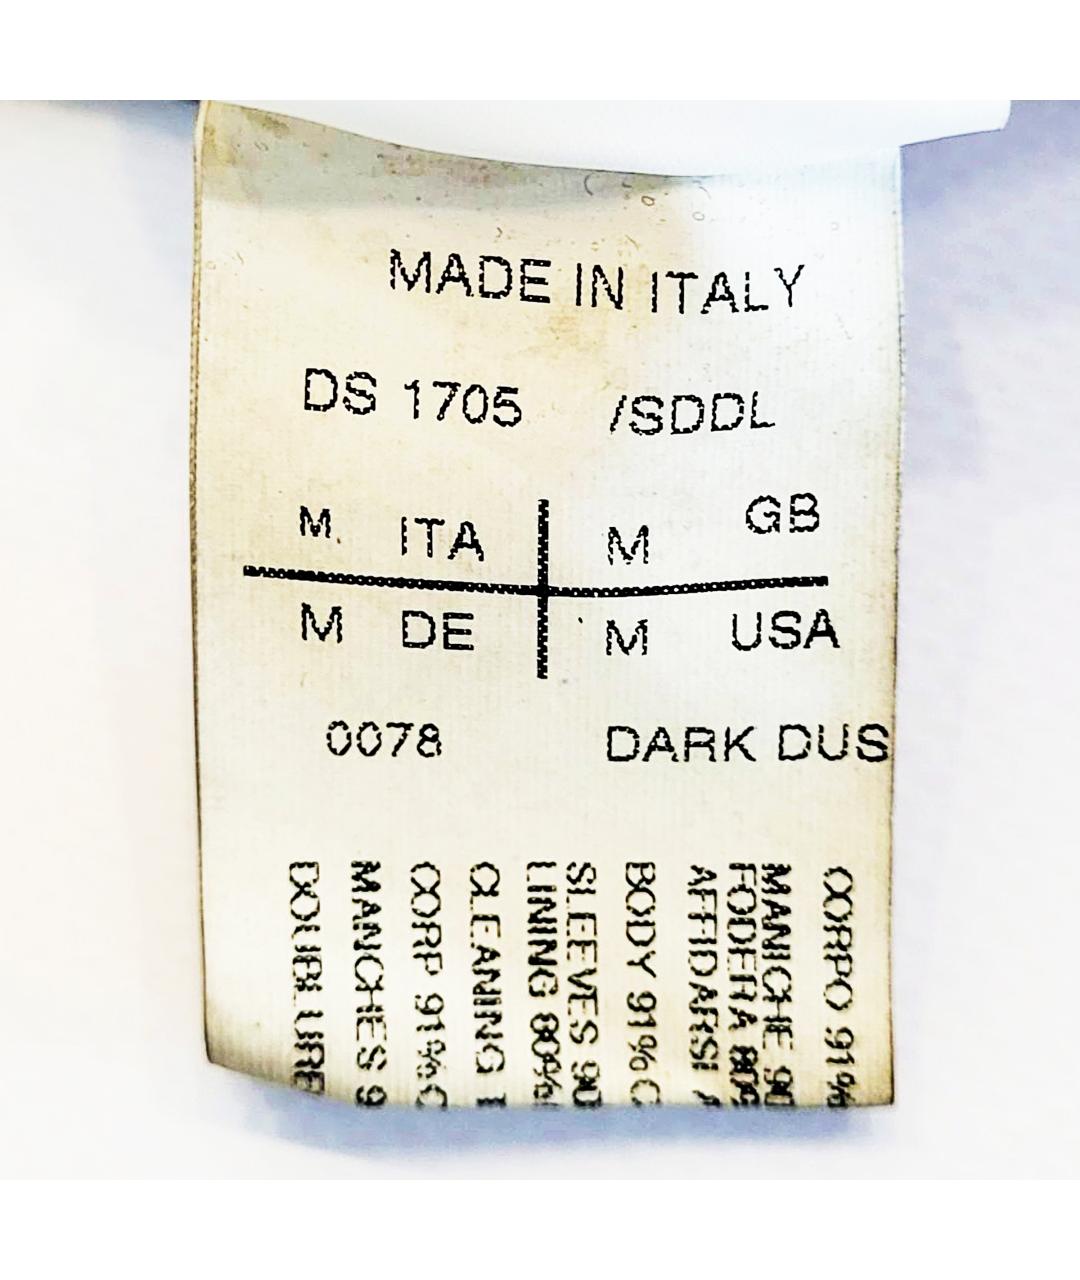 MADE IN ITALY
DS 1705 /SDDL
M ITA M GB
M DE M USA
0078 DARK DUS
CORPO 91%
MANICHE 90
FODERA 80%
AFFIDARSI A
BODY 91% C
SLEEVES 90
LINING 80%
CLEANING
CORP 91% C
MANCHES 9
DOUBLURE